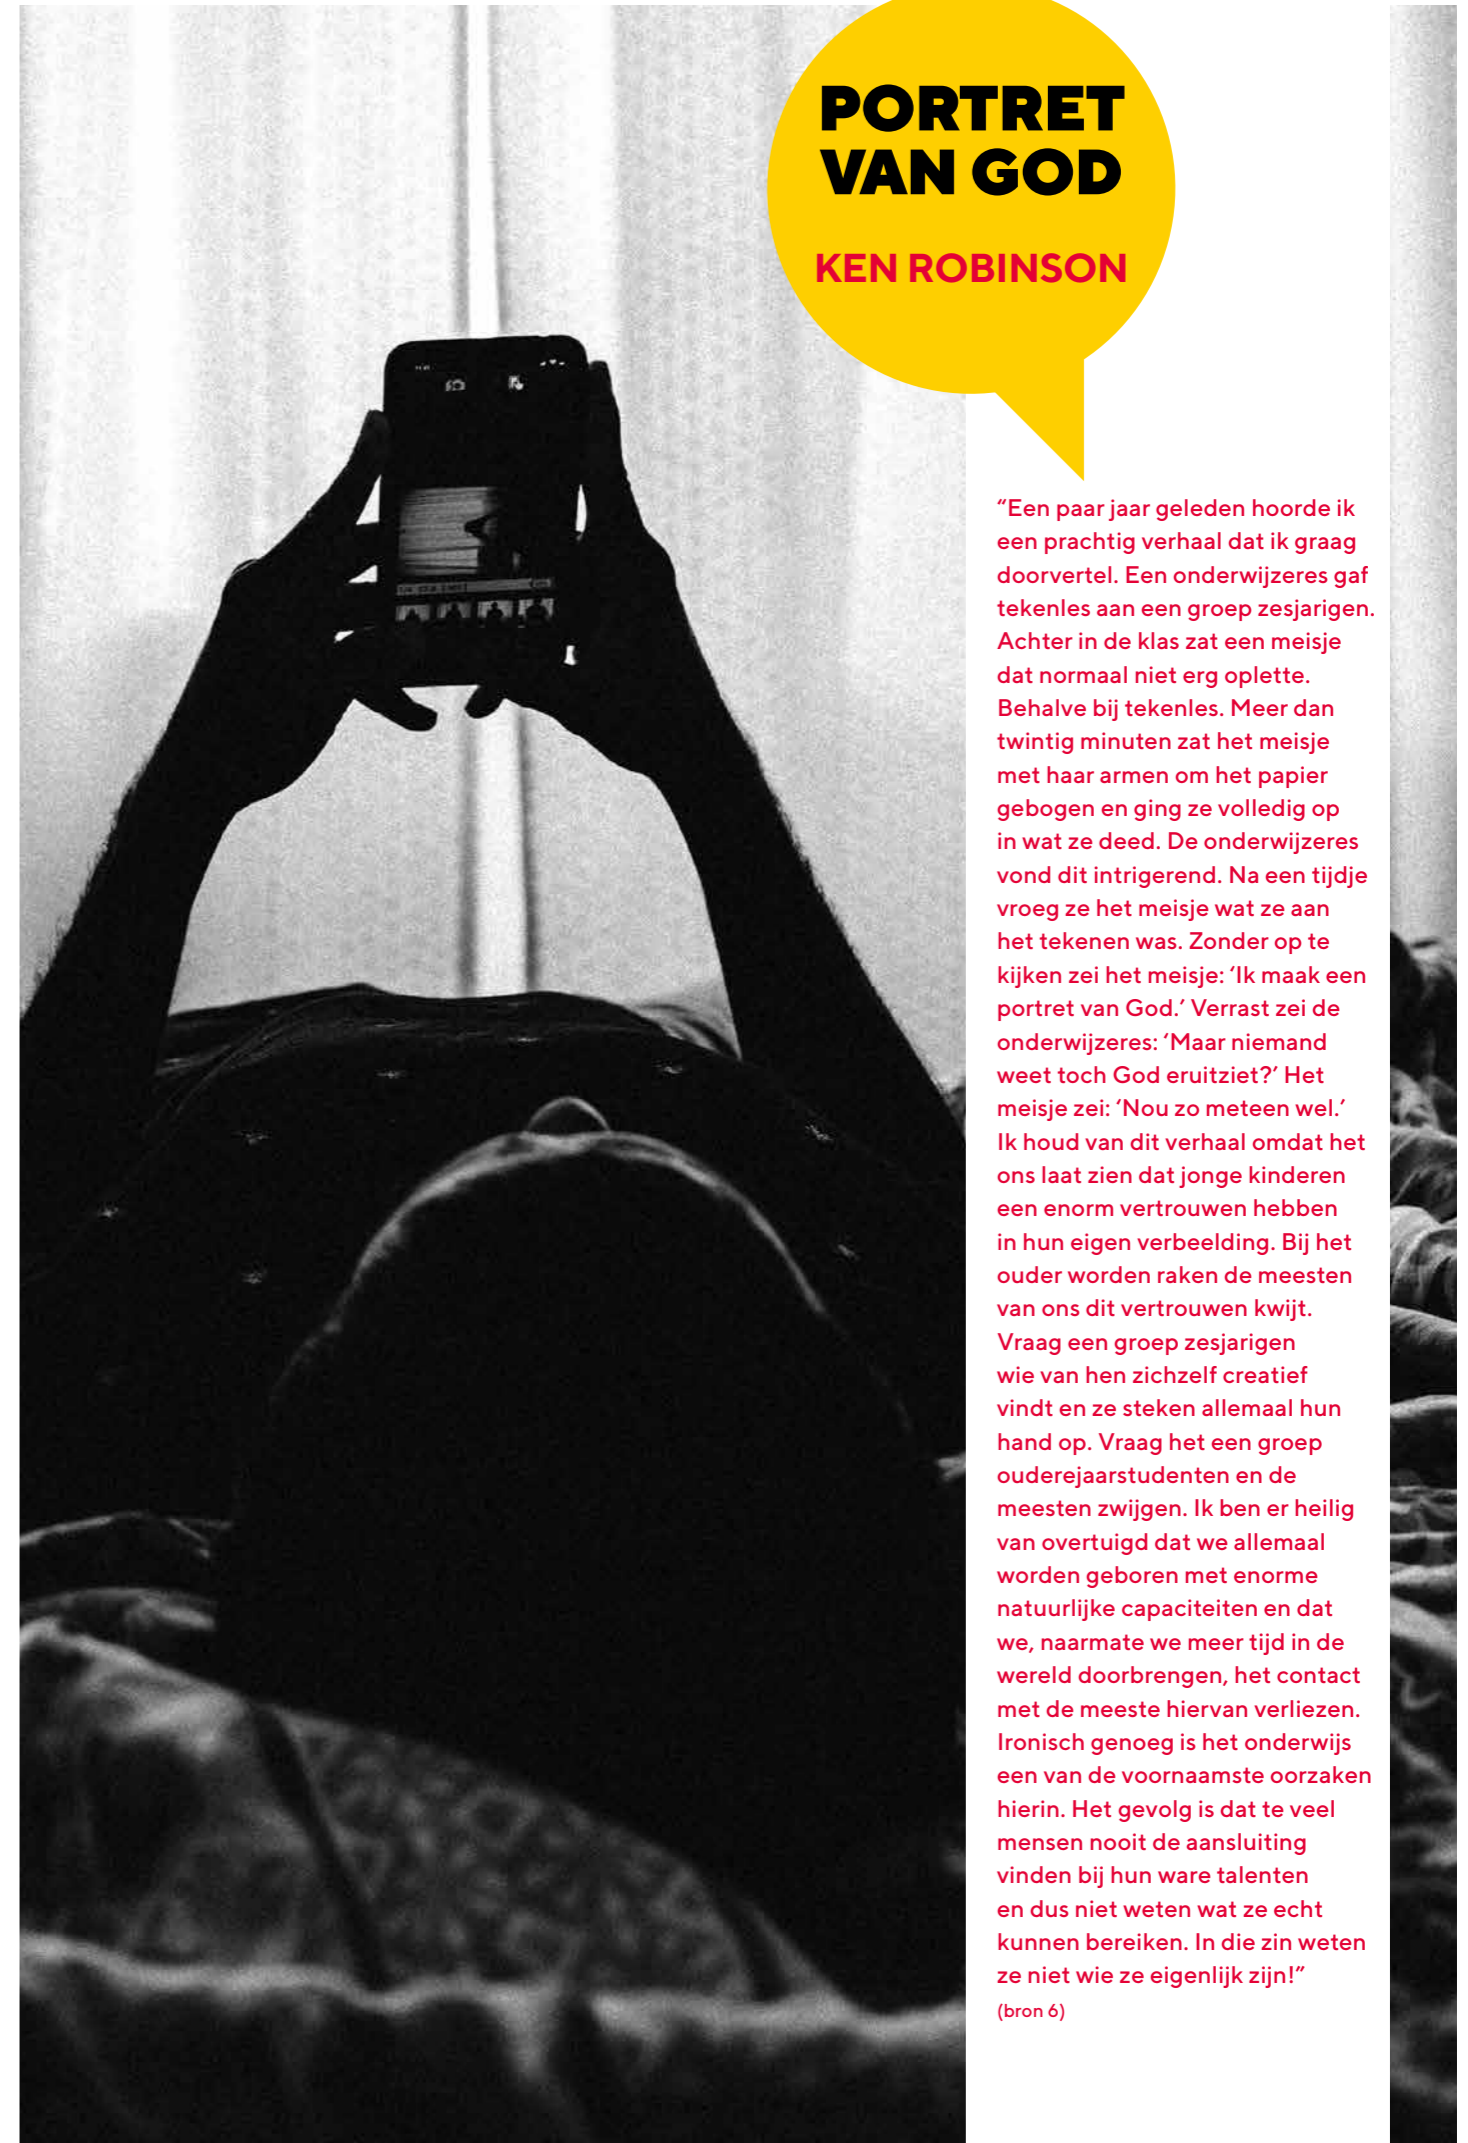 PORTRET
VAN GOD
KEN ROBINSON
“Een paar jaar geleden hoorde ik
een prachtig verhaal dat ik graag
doorvertel. Een onderwijzeres gaf
tekenles aan een groep zesjarigen.
Achter in de klas zat een meisje
dat normaal niet erg oplette.
Behalve bij tekenles. Meer dan
twintig minuten zat het meisje
met haar armen om het papier
gebogen en ging ze volledig op
in wat ze deed. De onderwijzeres
vond dit intrigerend. Na een tijdje
vroeg ze het meisje wat ze aan
het tekenen was. Zonder op te
kijken zei het meisje: ‘Ik maak een
portret van God.’ Verrast zei de
onderwijzeres: ‘Maar niemand
weet toch God eruitziet?’ Het
meisje zei: ‘Nou zo meteen wel.’
Ik houd van dit verhaal omdat het
ons laat zien dat jonge kinderen
een enorm vertrouwen hebben
in hun eigen verbeelding. Bij het
ouder worden raken de meesten
van ons dit vertrouwen kwijt.
Vraag een groep zesjarigen
wie van hen zichzelf creatief
vindt en ze steken allemaal hun
hand op. Vraag het een groep
ouderejaarstudenten en de
meesten zwijgen. Ik ben er heilig
van overtuigd dat we allemaal
worden geboren met enorme
natuurlijke capaciteiten en dat
we, naarmate we meer tijd in de
wereld doorbrengen, het contact
met de meeste hiervan verliezen.
Ironisch genoeg is het onderwijs
een van de voornaamste oorzaken
hierin. Het gevolg is dat te veel
mensen nooit de aansluiting
vinden bij hun ware talenten
en dus niet weten wat ze echt
kunnen bereiken. In die zin weten
ze niet wie ze eigenlijk zijn!”
(bron 6)